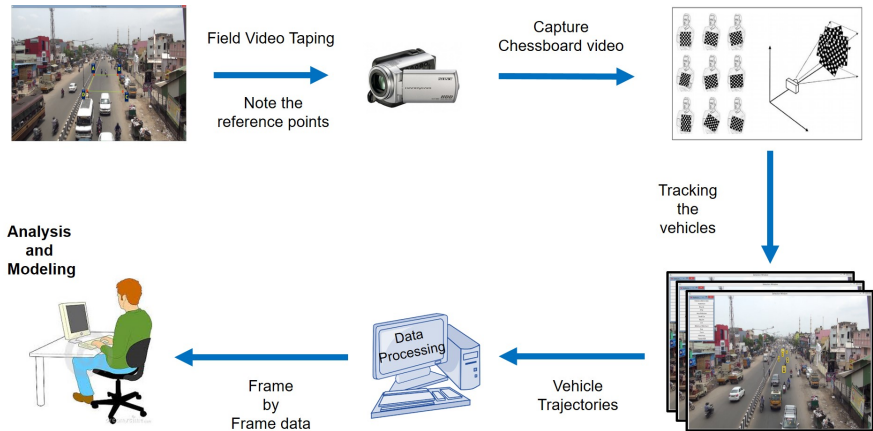 Field Video Taping
Note the
reference points
Capture
Chessboard video
Tracking
the
vehicles
Vehicle
Trajectories
Data
Processing
Frame
by
Frame data
Analysis
and
Modeling